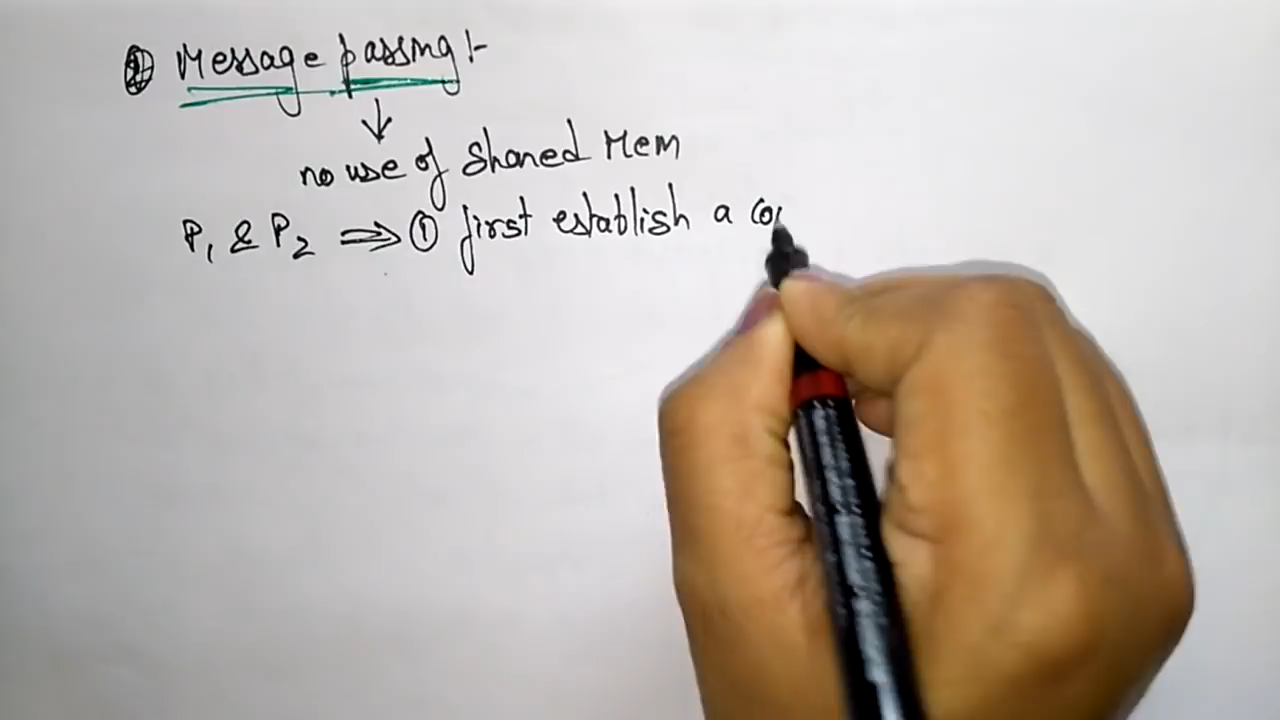 ② Message passing :-
↓
no use of Shared Mem
P₁ & P₂ ⇒ ① first establish a co